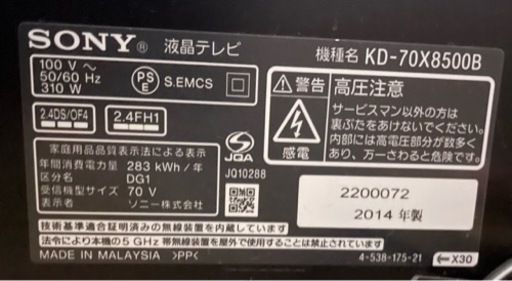 SONY® 液晶テレビ
機種名 KD-70X8500B
100 V ～
50/60 Hz
310 W
PS
E
S.EMCS
2.4DS/OF4
2.4FH1
家庭用品品質表示法による表示
年間消費電力量 283 kWh／年
区分名 DG1
受信機型サイズ 70 V
表示者 ソニー株式会社
JQA
JQ10288
警告 高圧注意
サービスマン以外の方は
裏ぶたをあけないでください。
内部には高電圧部分が数多く
あり、万一さわると危険です。
感電
2200072
2014 年製
技術基準適合証明済みの無線装置を内蔵しています
法令により本機の5 GHz 帯無線装置を屋外で使用することは禁止されています
MADE IN MALAYSIA >PP<
4-538-175-21
X30